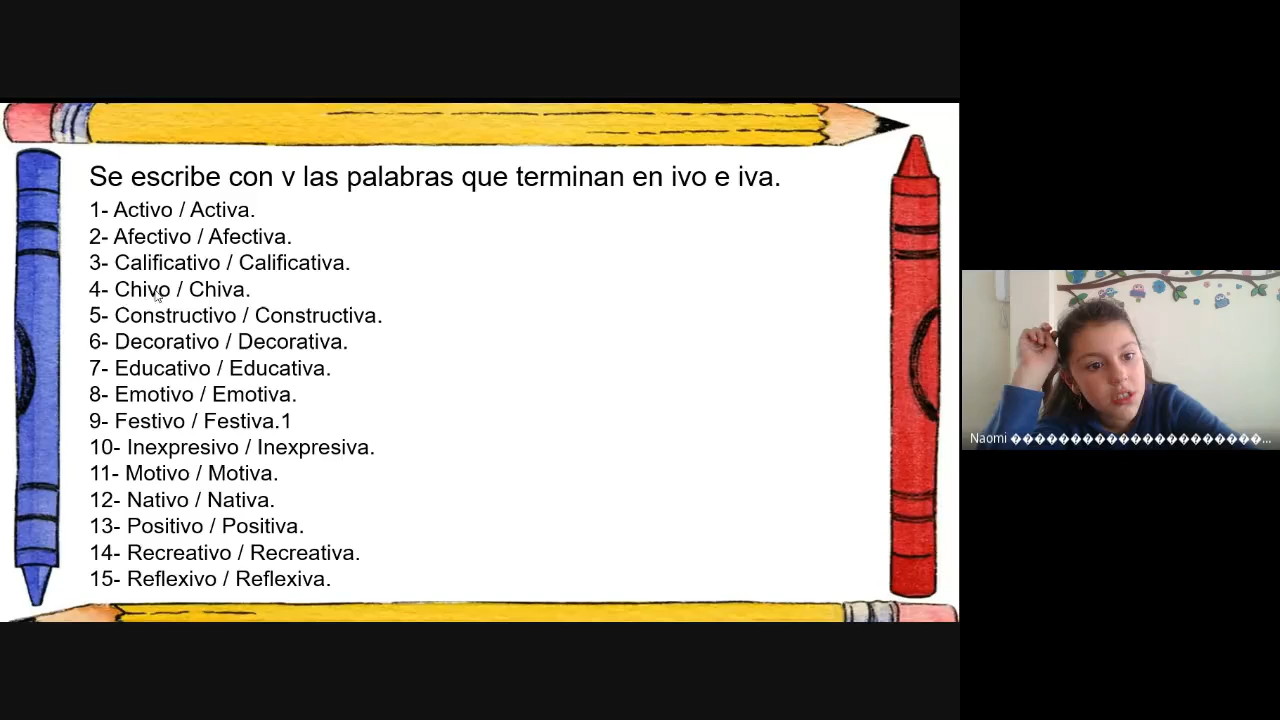 Se escribe con v las palabras que terminan en ivo e iva.
1- Activo / Activa.
2- Afectivo / Afectiva.
3- Calificativo / Calificativa.
4- Chivo / Chiva.
5- Constructivo / Constructiva.
6- Decorativo / Decorativa.
7- Educativo / Educativa.
8- Emotivo / Emotiva.
9- Festivo / Festiva.1
10- Inexpresivo / Inexpresiva.
11- Motivo / Motiva.
12- Nativo / Nativa.
13- Positivo / Positiva.
14- Recreativo / Recreativa.
15- Reflexivo / Reflexiva.
Naomi ���������������������...